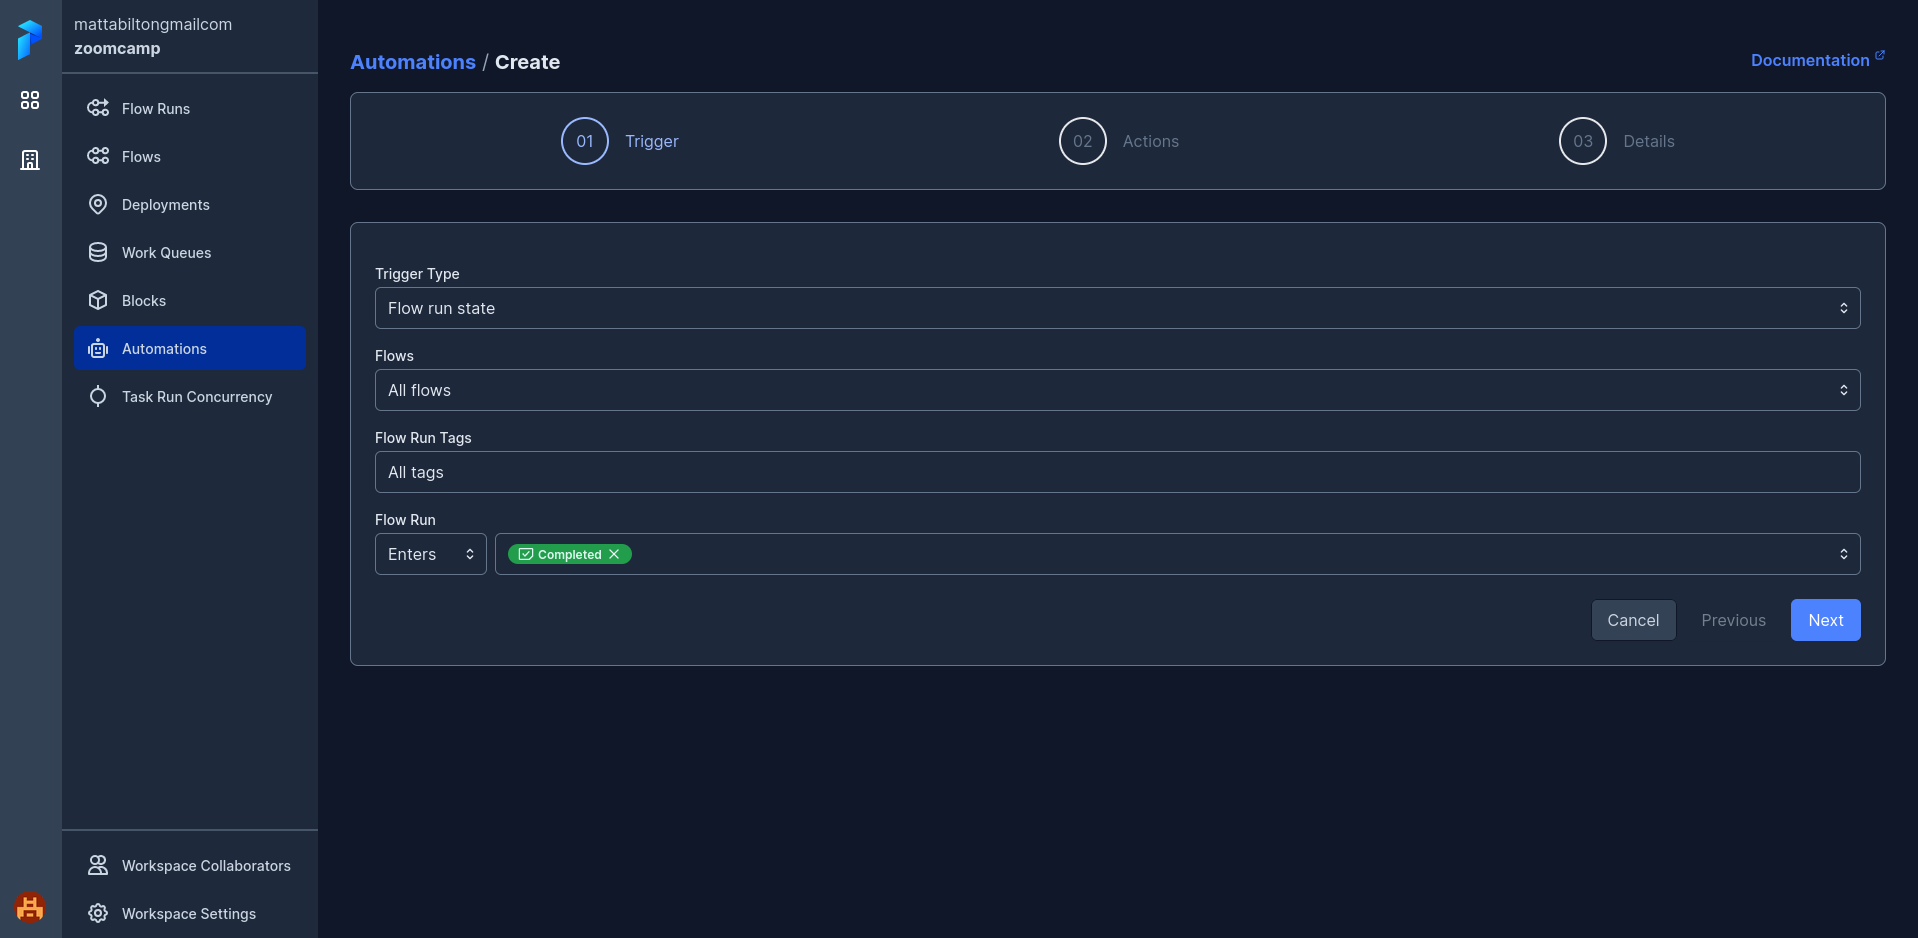 mattabiltongmailcom
zoomcamp
Flow Runs
Flows
Deployments
Work Queues
Blocks
Automations
Task Run Concurrency
Workspace Collaborators
Workspace Settings
Automations / Create
Documentation
01 Trigger
02 Actions
03 Details
Trigger Type
Flow run state
Flows
All flows
Flow Run Tags
All tags
Flow Run
Enters Completed
Cancel Previous Next